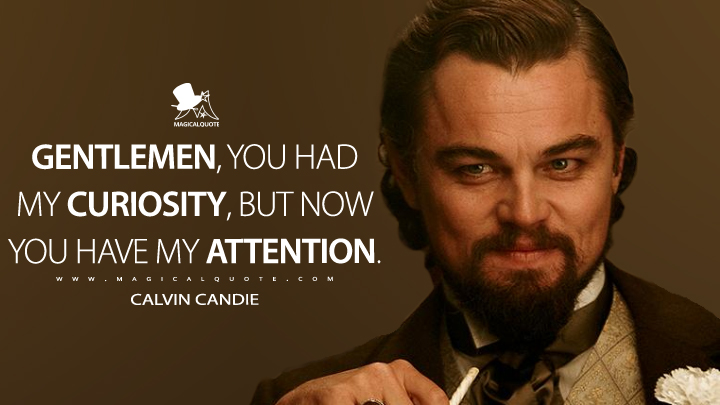 MAGICALQUOTE
GENTLEMEN, YOU HAD
MY CURIOSITY, BUT NOW
YOU HAVE MY ATTENTION.
WWW.MAGICALQUOTE.COM
CALVIN CANDIE